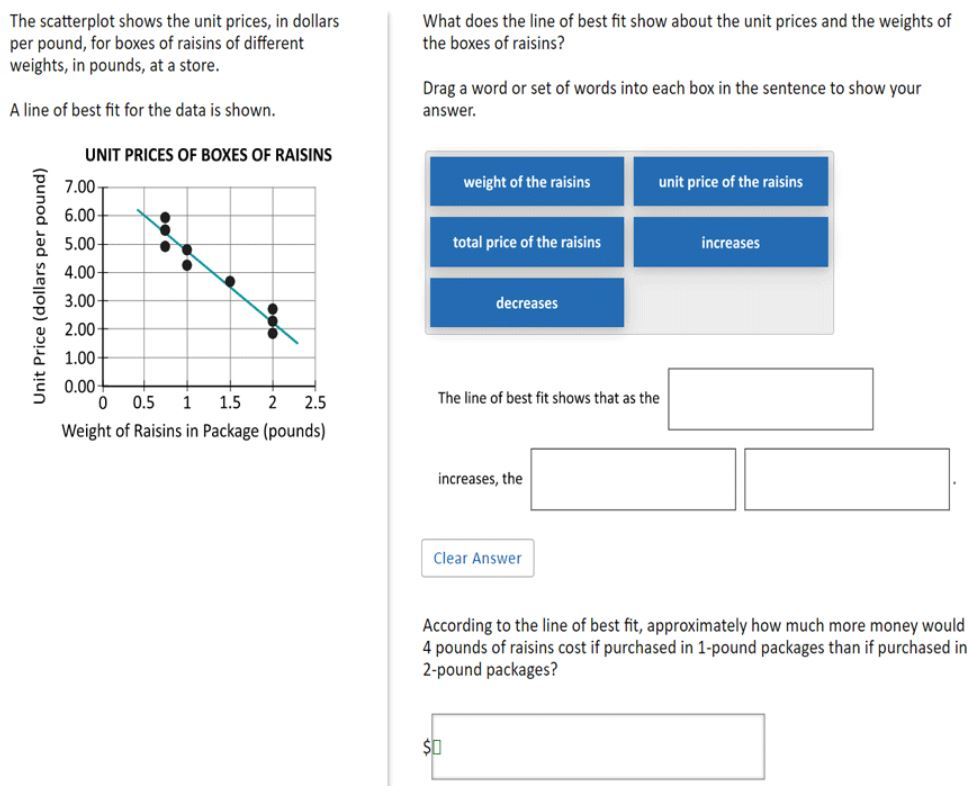 The scatterplot shows the unit prices, in dollars
per pound, for boxes of raisins of different
weights, in pounds, at a store.
A line of best fit for the data is shown.
UNIT PRICES OF BOXES OF RAISINS
Unit Price (dollars per pound)
7.00
6.00
5.00
4.00
3.00
2.00
1.00
0.00
0 0.5 1 1.5 2 2.5
Weight of Raisins in Package (pounds)
What does the line of best fit show about the unit prices and the weights of
the boxes of raisins?
Drag a word or set of words into each box in the sentence to show your
answer.
weight of the raisins unit price of the raisins
total price of the raisins increases
decreases
The line of best fit shows that as the
increases, the .
Clear Answer
According to the line of best fit, approximately how much more money would
4 pounds of raisins cost if purchased in 1-pound packages than if purchased in
2-pound packages?
$